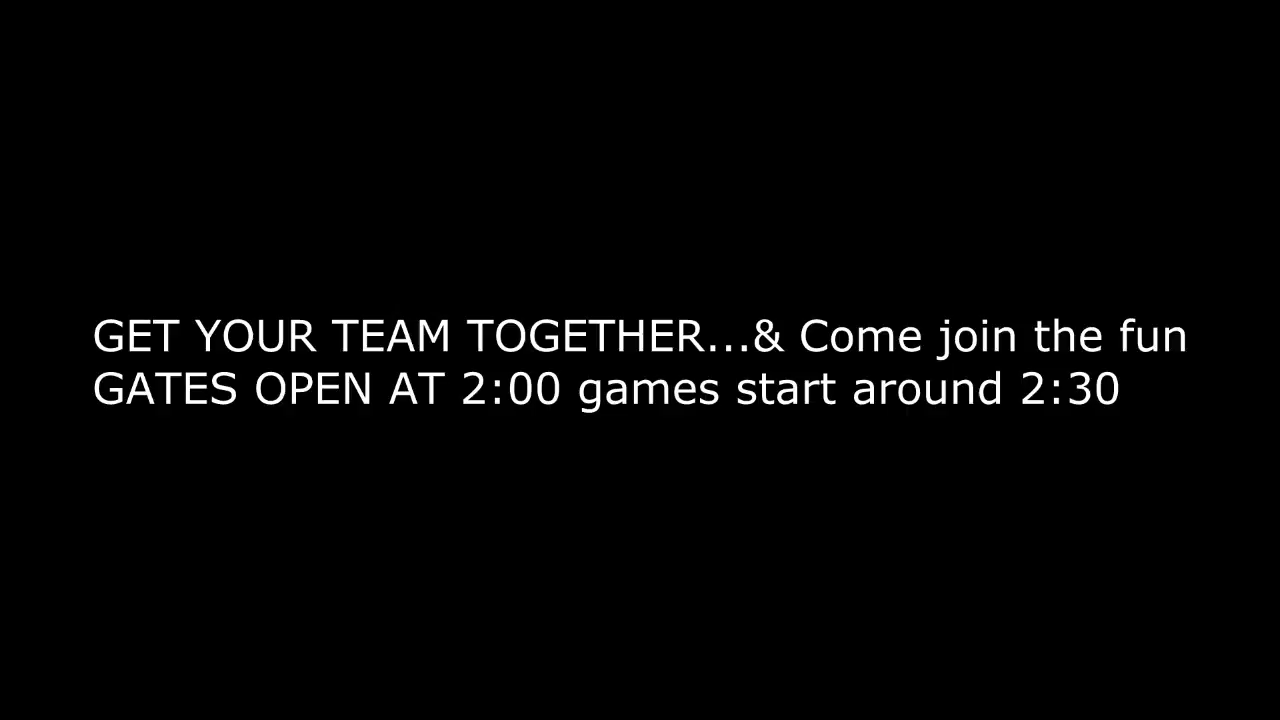 GET YOUR TEAM TOGETHER...& Come join the fun
GATES OPEN AT 2:00 games start around 2:30